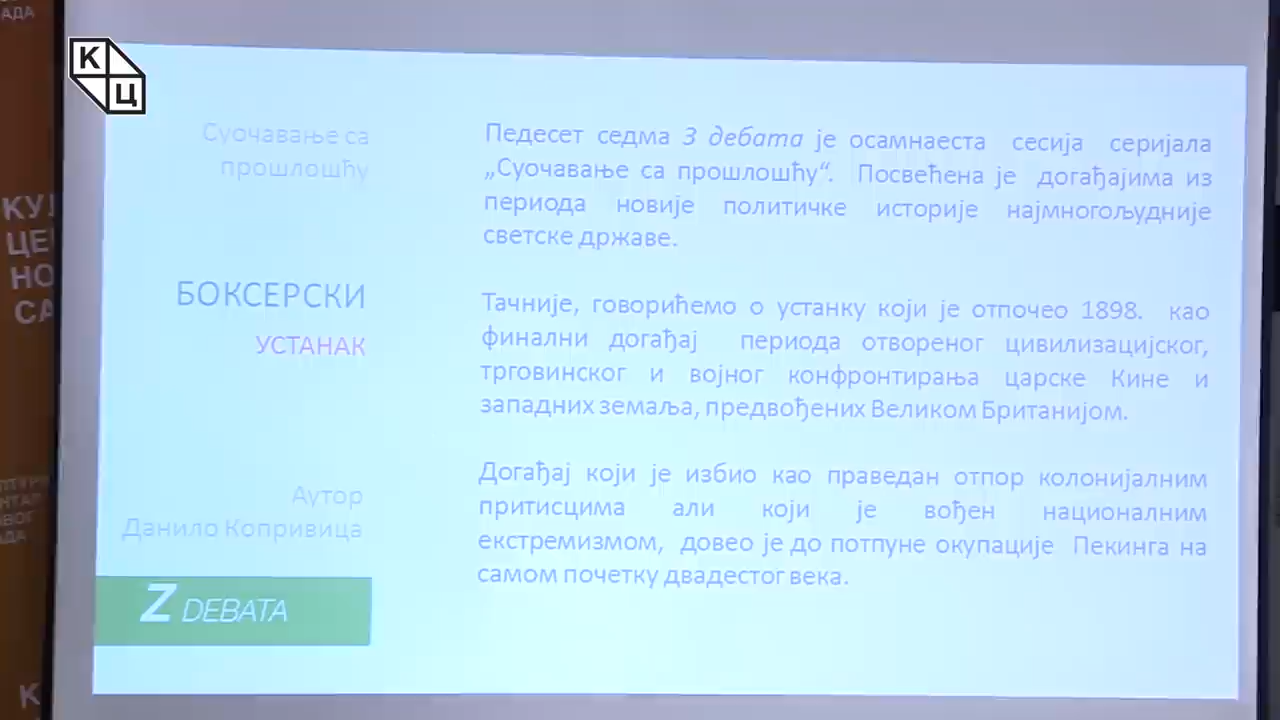 АДА
К
Ц
КУЛ
ЦЕ
НО
СА
Суочавање са
прошлошћу
БОКСЕРСКИ
УСТАНАК
Аутор
Данило Копривица
Z DEBATA
Педесет седма З дебата је осамнаеста сесија серијала
„Суочавање са прошлошћу“. Посвећена је догађајима из
периода новије политичке историје најмногољудније
светске државе.
Тачније, говорићемо о устанку који је отпочео 1898. као
финални догађај периода отвореног цивилизацијског,
трговинског и војног конфронтирања царске Кине и
западних земаља, предвођених Великом Британијом.
Догађај који је избио као праведан отпор колонијалним
притисцима али који је вођен националним
екстремизмом, довео је до потпуне окупације Пекинга на
самом почетку двадестог века.